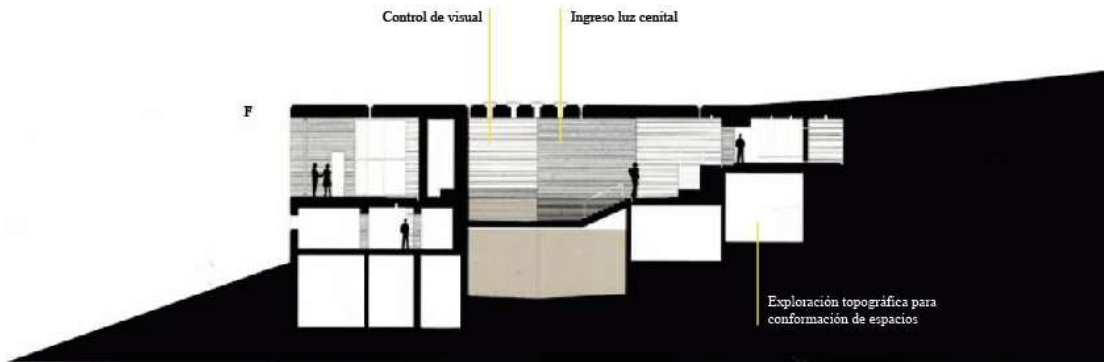 Control de visual
Ingreso luz cenital
F
Exploración topográfica para
conformación de espacios